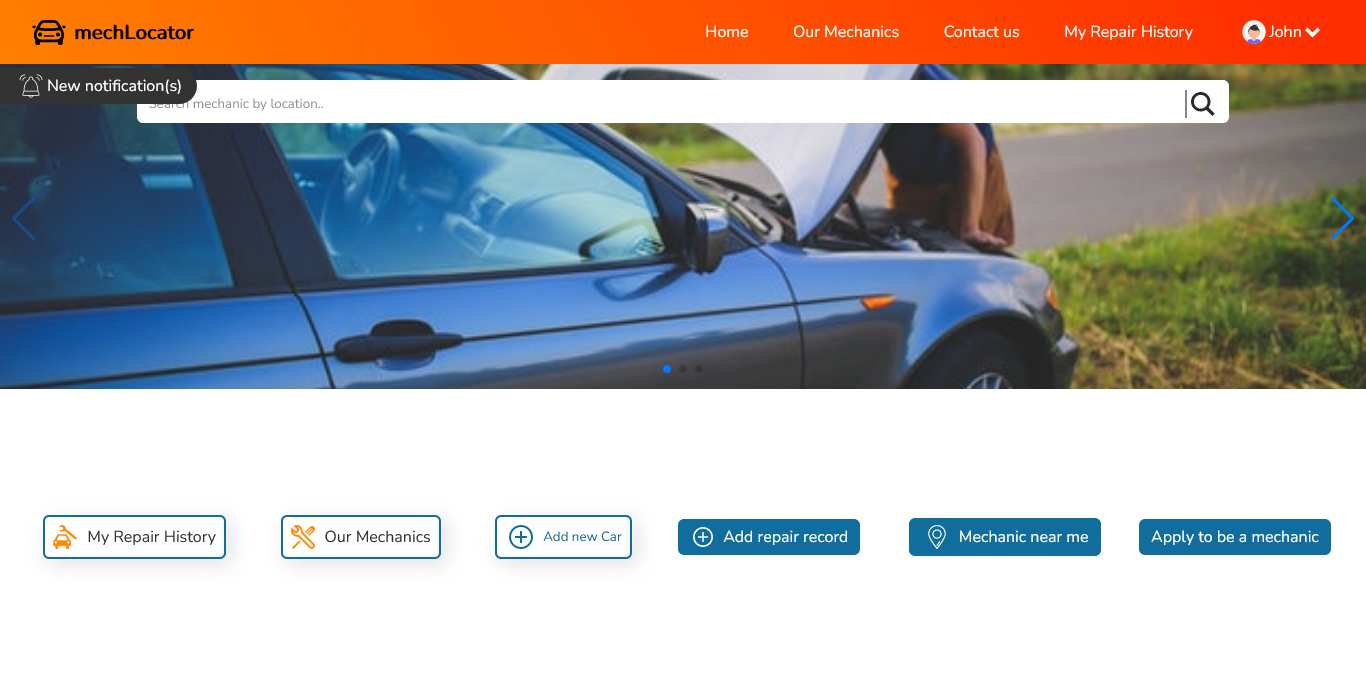 mechLocator
Home
Our Mechanics
Contact us
My Repair History
John
New notification(s)
Search mechanic by location..
My Repair History
Our Mechanics
Add new Car
Add repair record
Mechanic near me
Apply to be a mechanic